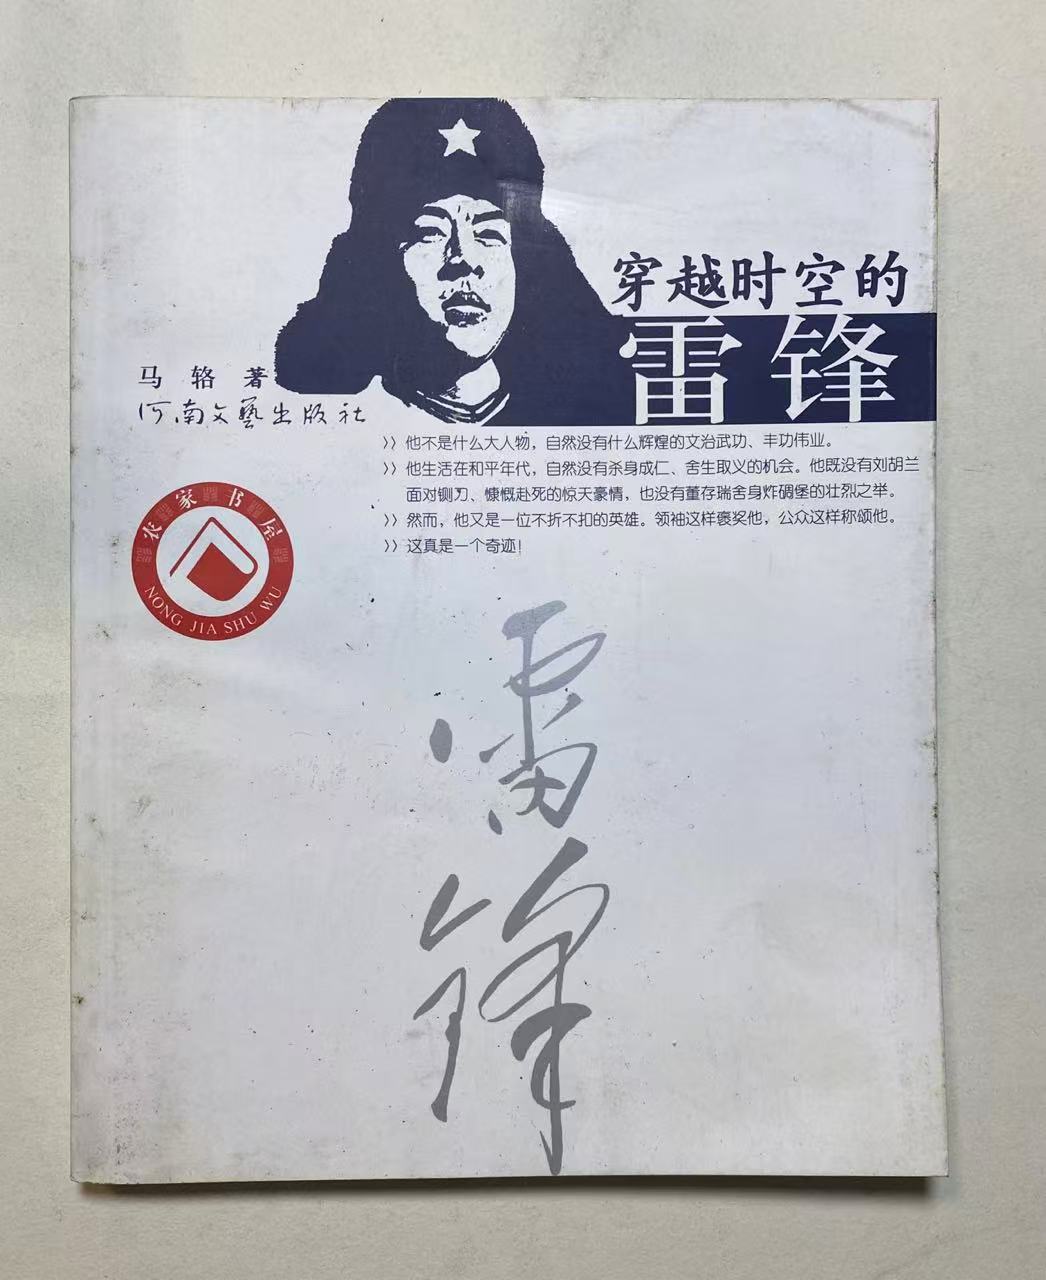 穿越时空的
雷锋
马 辂 著
河南文艺出版社
>> 他不是什么大人物，自然没有什么辉煌的文治武功、丰功伟业。
>> 他生活在和平年代，自然没有杀身成仁、舍生取义的机会。他既没有刘胡兰
面对铡刀、慷慨赴死的惊天豪情，也没有董存瑞舍身炸碉堡的壮烈之举。
>> 然而，他又是一位不折不扣的英雄。领袖这样褒奖他，公众这样称颂他。
>> 这真是一个奇迹！
农家书屋
NONG JIA SHU WU
雷
锋